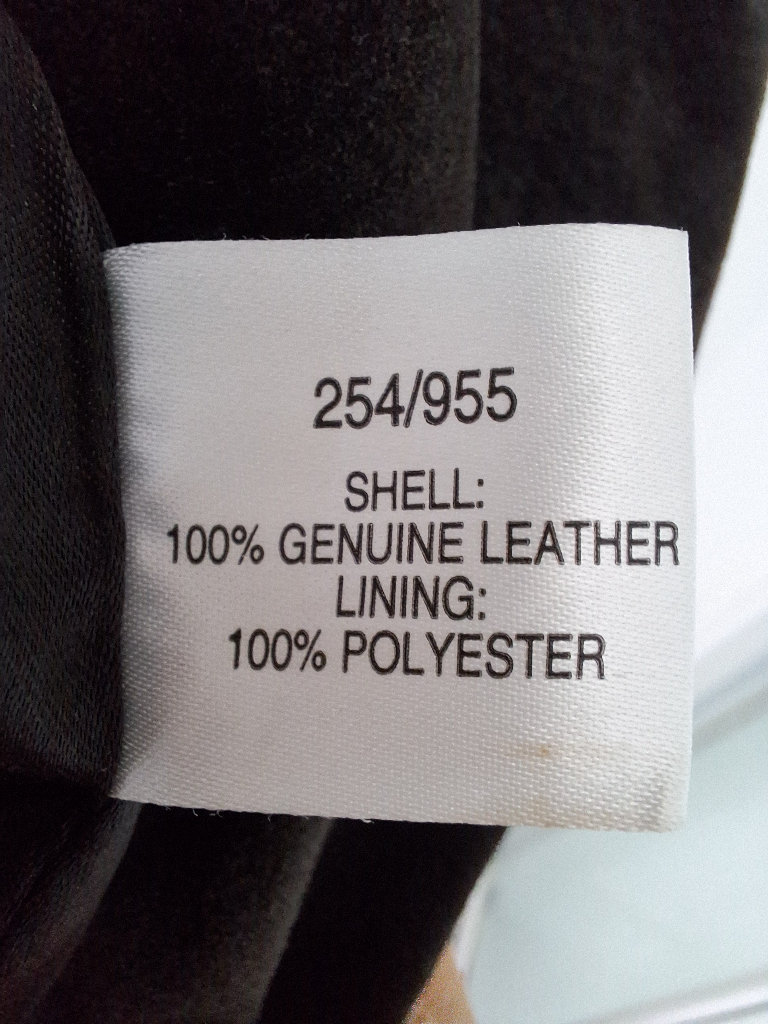 254/955
SHELL:
100% GENUINE LEATHER
LINING:
100% POLYESTER